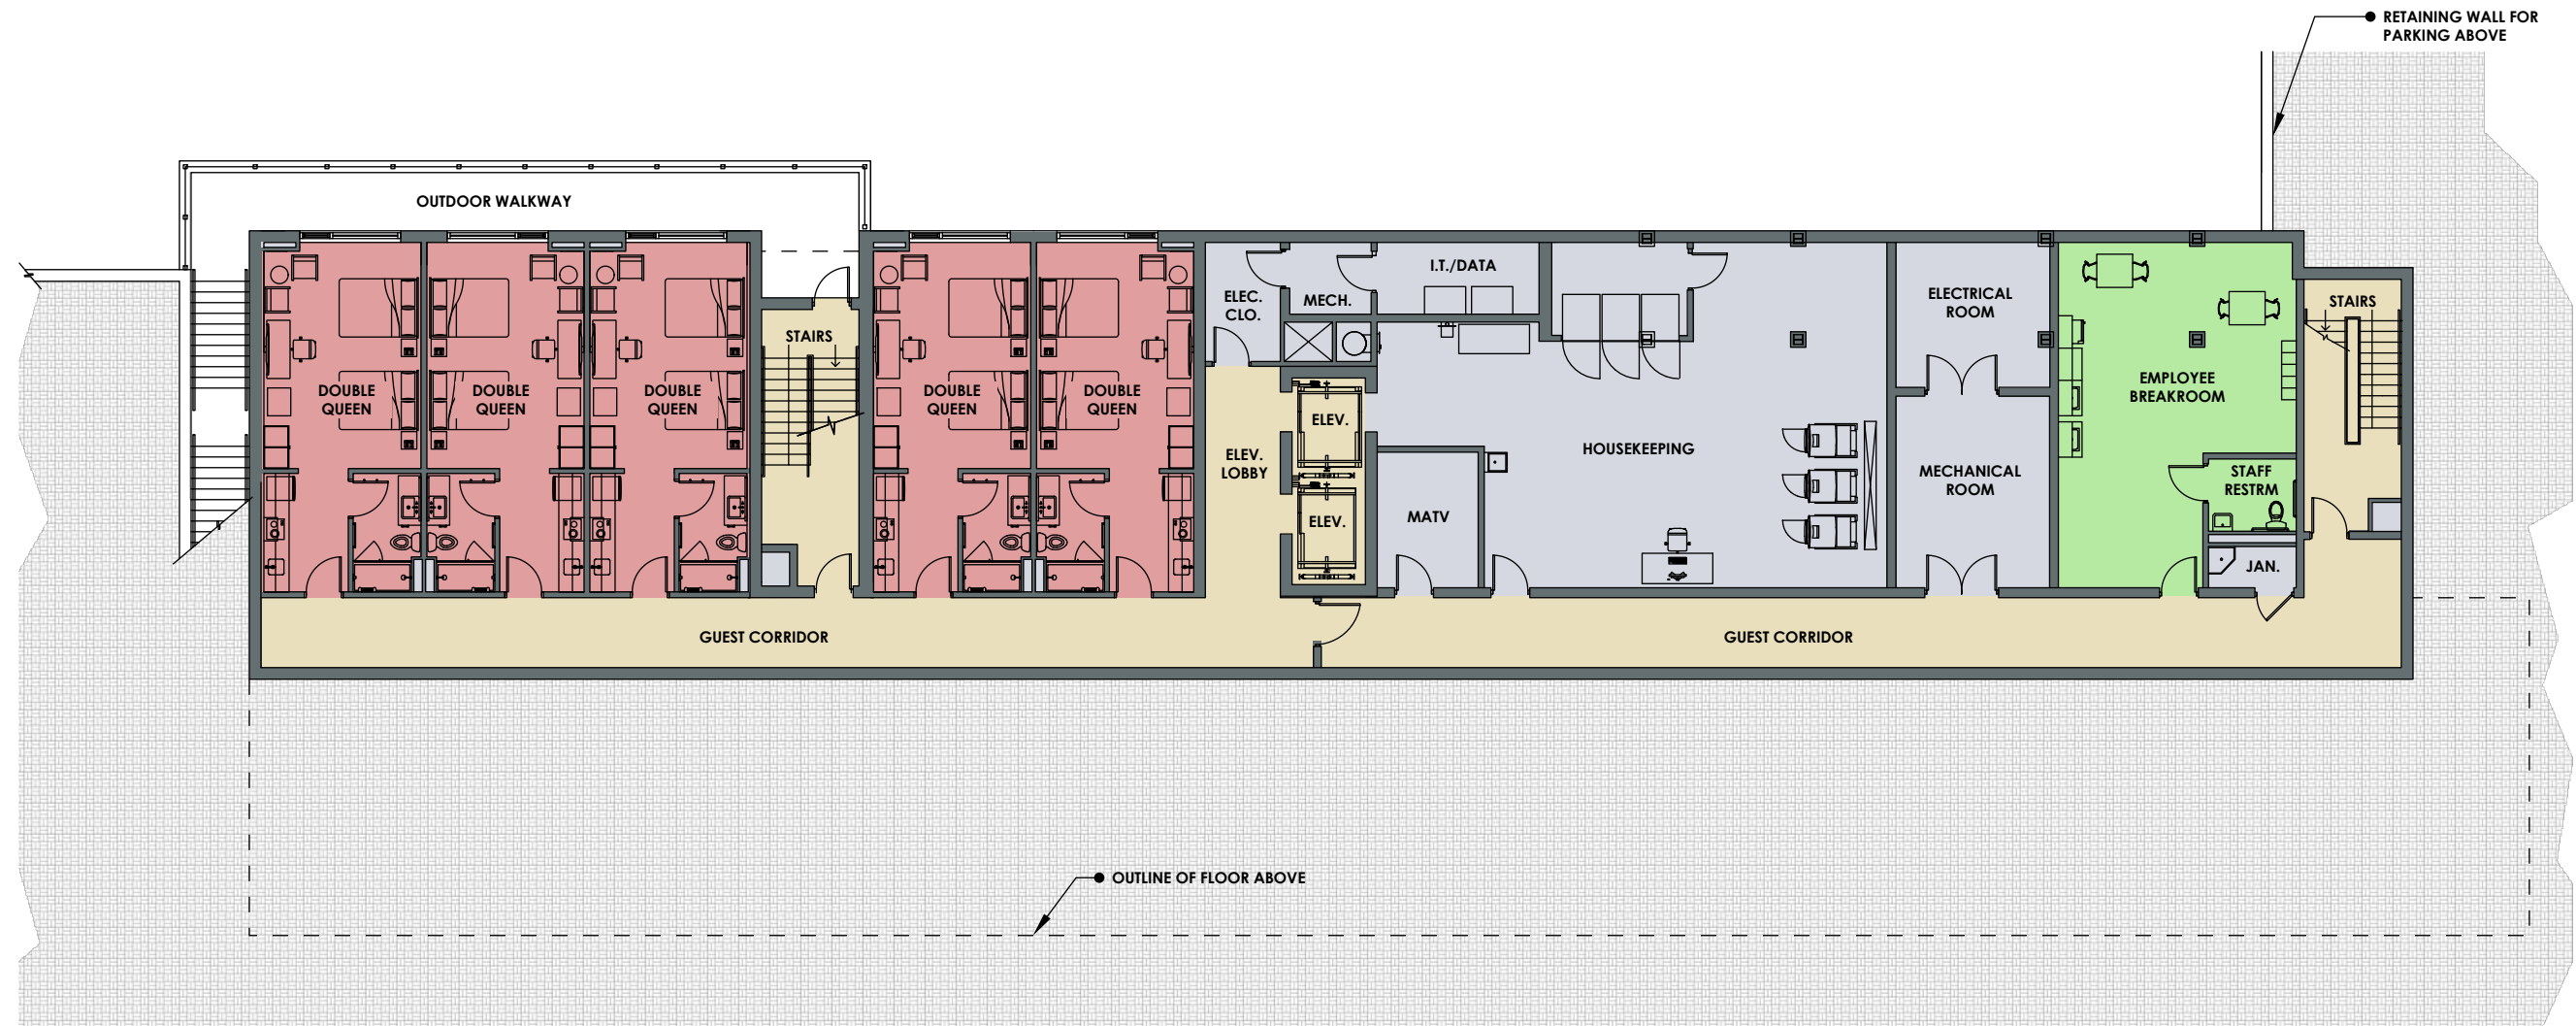 RETAINING WALL FOR
PARKING ABOVE
OUTDOOR WALKWAY
DOUBLE
QUEEN
DOUBLE
QUEEN
DOUBLE
QUEEN
STAIRS
DOUBLE
QUEEN
DOUBLE
QUEEN
ELEC.
CLO.
MECH.
I.T./DATA
ELEV.
LOBBY
ELEV.
ELEV.
MATV
HOUSEKEEPING
ELECTRICAL
ROOM
MECHANICAL
ROOM
EMPLOYEE
BREAKROOM
STAFF
RESTRM
JAN.
STAIRS
GUEST CORRIDOR
GUEST CORRIDOR
OUTLINE OF FLOOR ABOVE